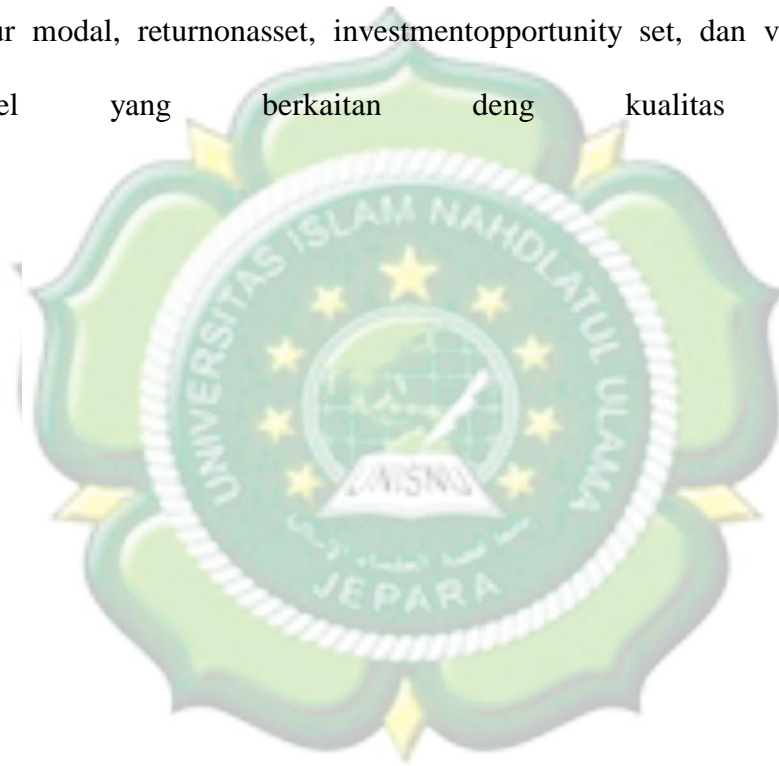 ur modal, returnonasset, investmentopportunity set, dan v
el yang berkaitan deng kualitas
UNIVERSITAS ISLAM NAHDLATUL ULAMA
UNISNU
JEPARA